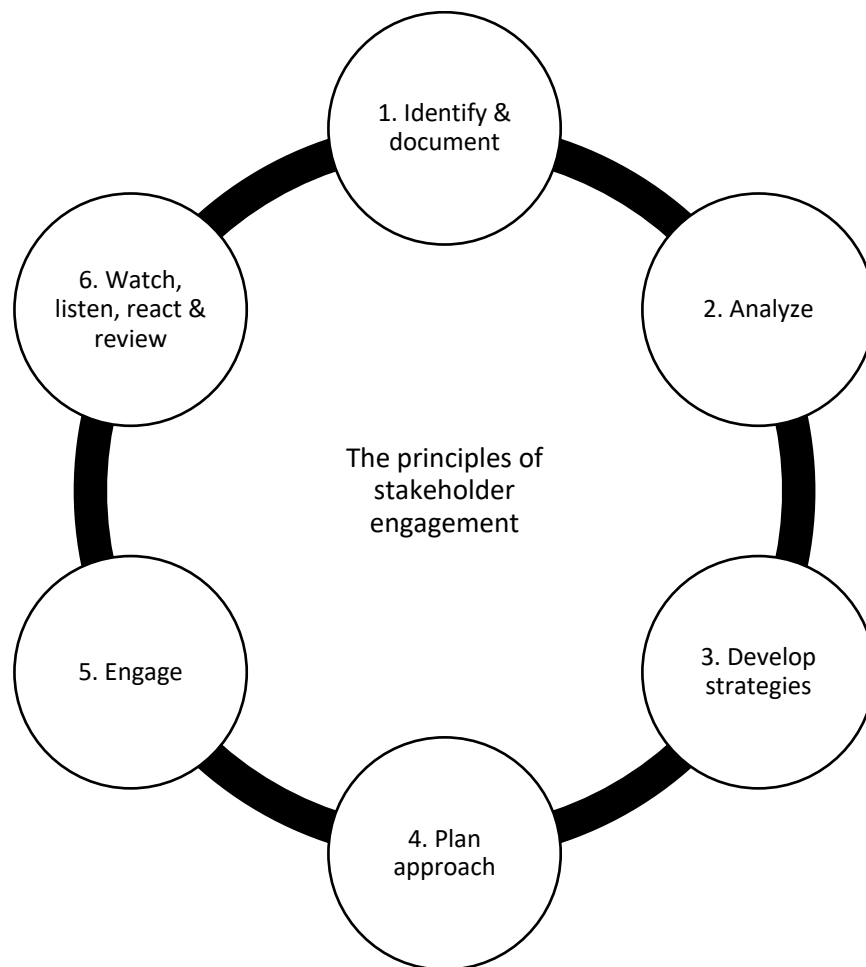 1. Identify &
document
2. Analyze
3. Develop
strategies
4. Plan
approach
5. Engage
6. Watch,
listen, react &
review
The principles of
stakeholder
engagement